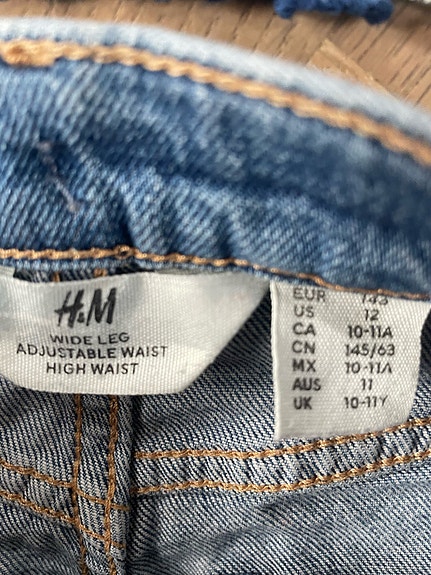 H&M
WIDE LEG
ADJUSTABLE WAIST
HIGH WAIST
EUR
US 12
CA 10-11A
CN 145/63
MX 10-11A
AUS 11
UK 10-11Y